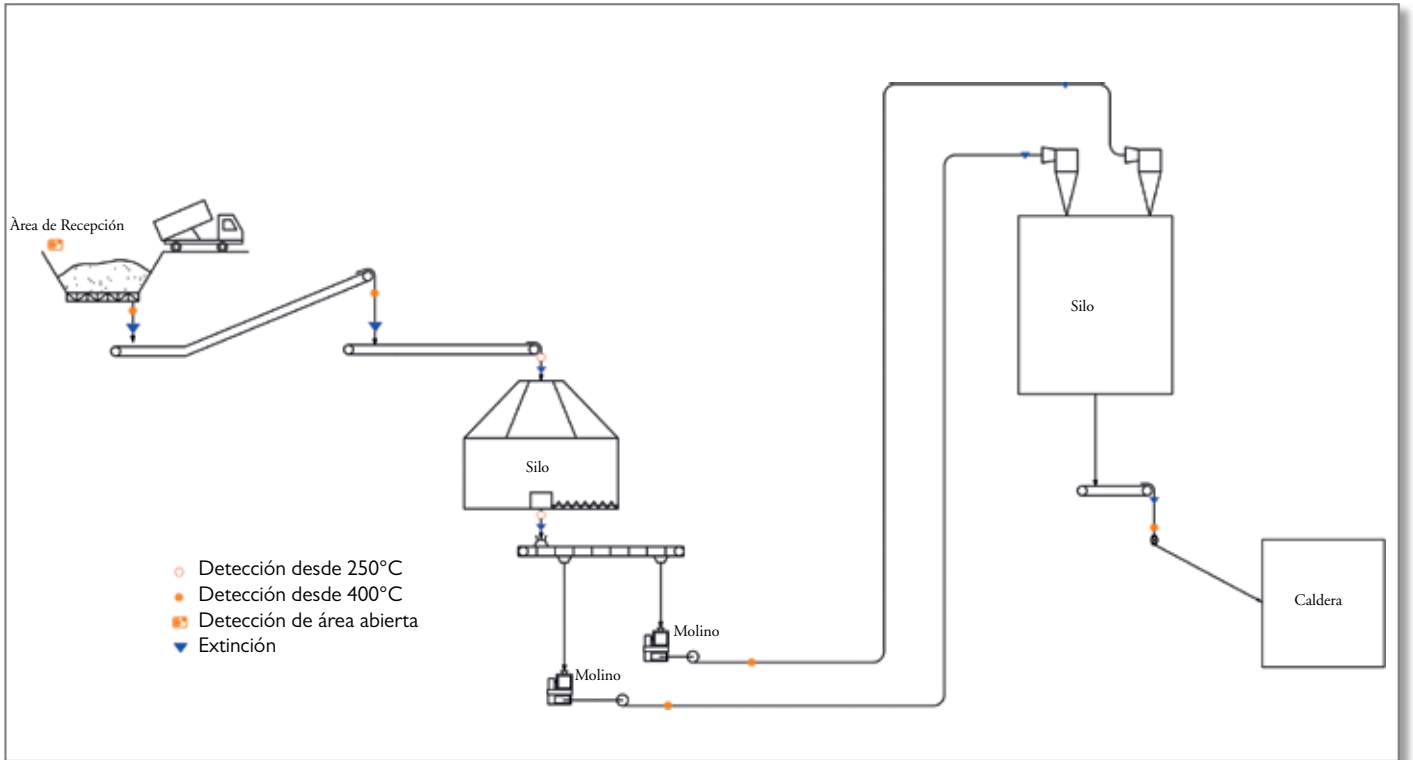 Àrea de Recepción
Silo
Silo
Caldera
Molino
Molino
Detección desde 250°C
Detección desde 400°C
Detección de área abierta
Extinción